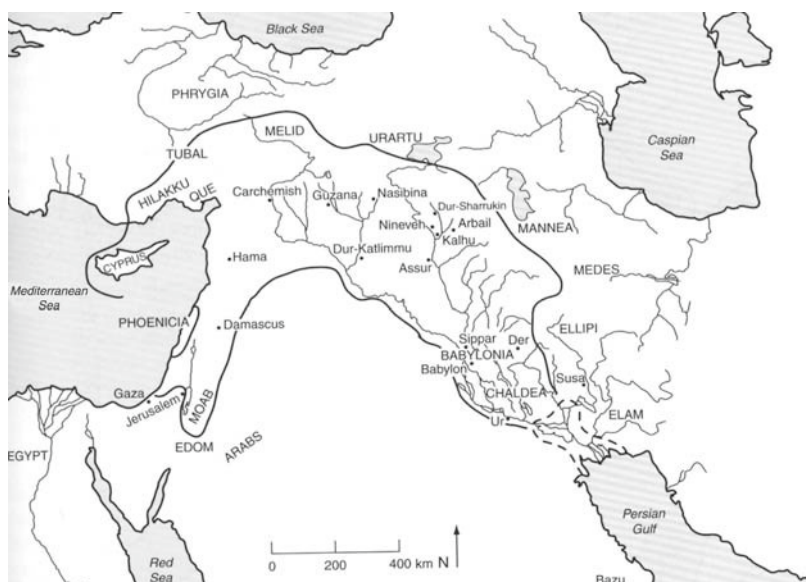 Black Sea
PHRYGIA
Caspian
Sea
MELID
URARTU
TUBAL
HILAKKU
QUE
Carchemish
Guzana
Nasibina
Dur-Sharrukin
Nineveh
Arbail
Kalhu
MANNEA
CYPRUS
Hama
Dur-Katlimmu
Assur
MEDES
Mediterranean
Sea
PHOENICIA
Damascus
ELLIPI
Sippar
Der
BABYLONIA
Babylon
Susa
CHALDEA
Gaza
Jerusalem
MOAB
Ur
ELAM
EDOM
ARABS
EGYPT
Persian
Gulf
0 200 400 km N
Red
Sea
Bazu